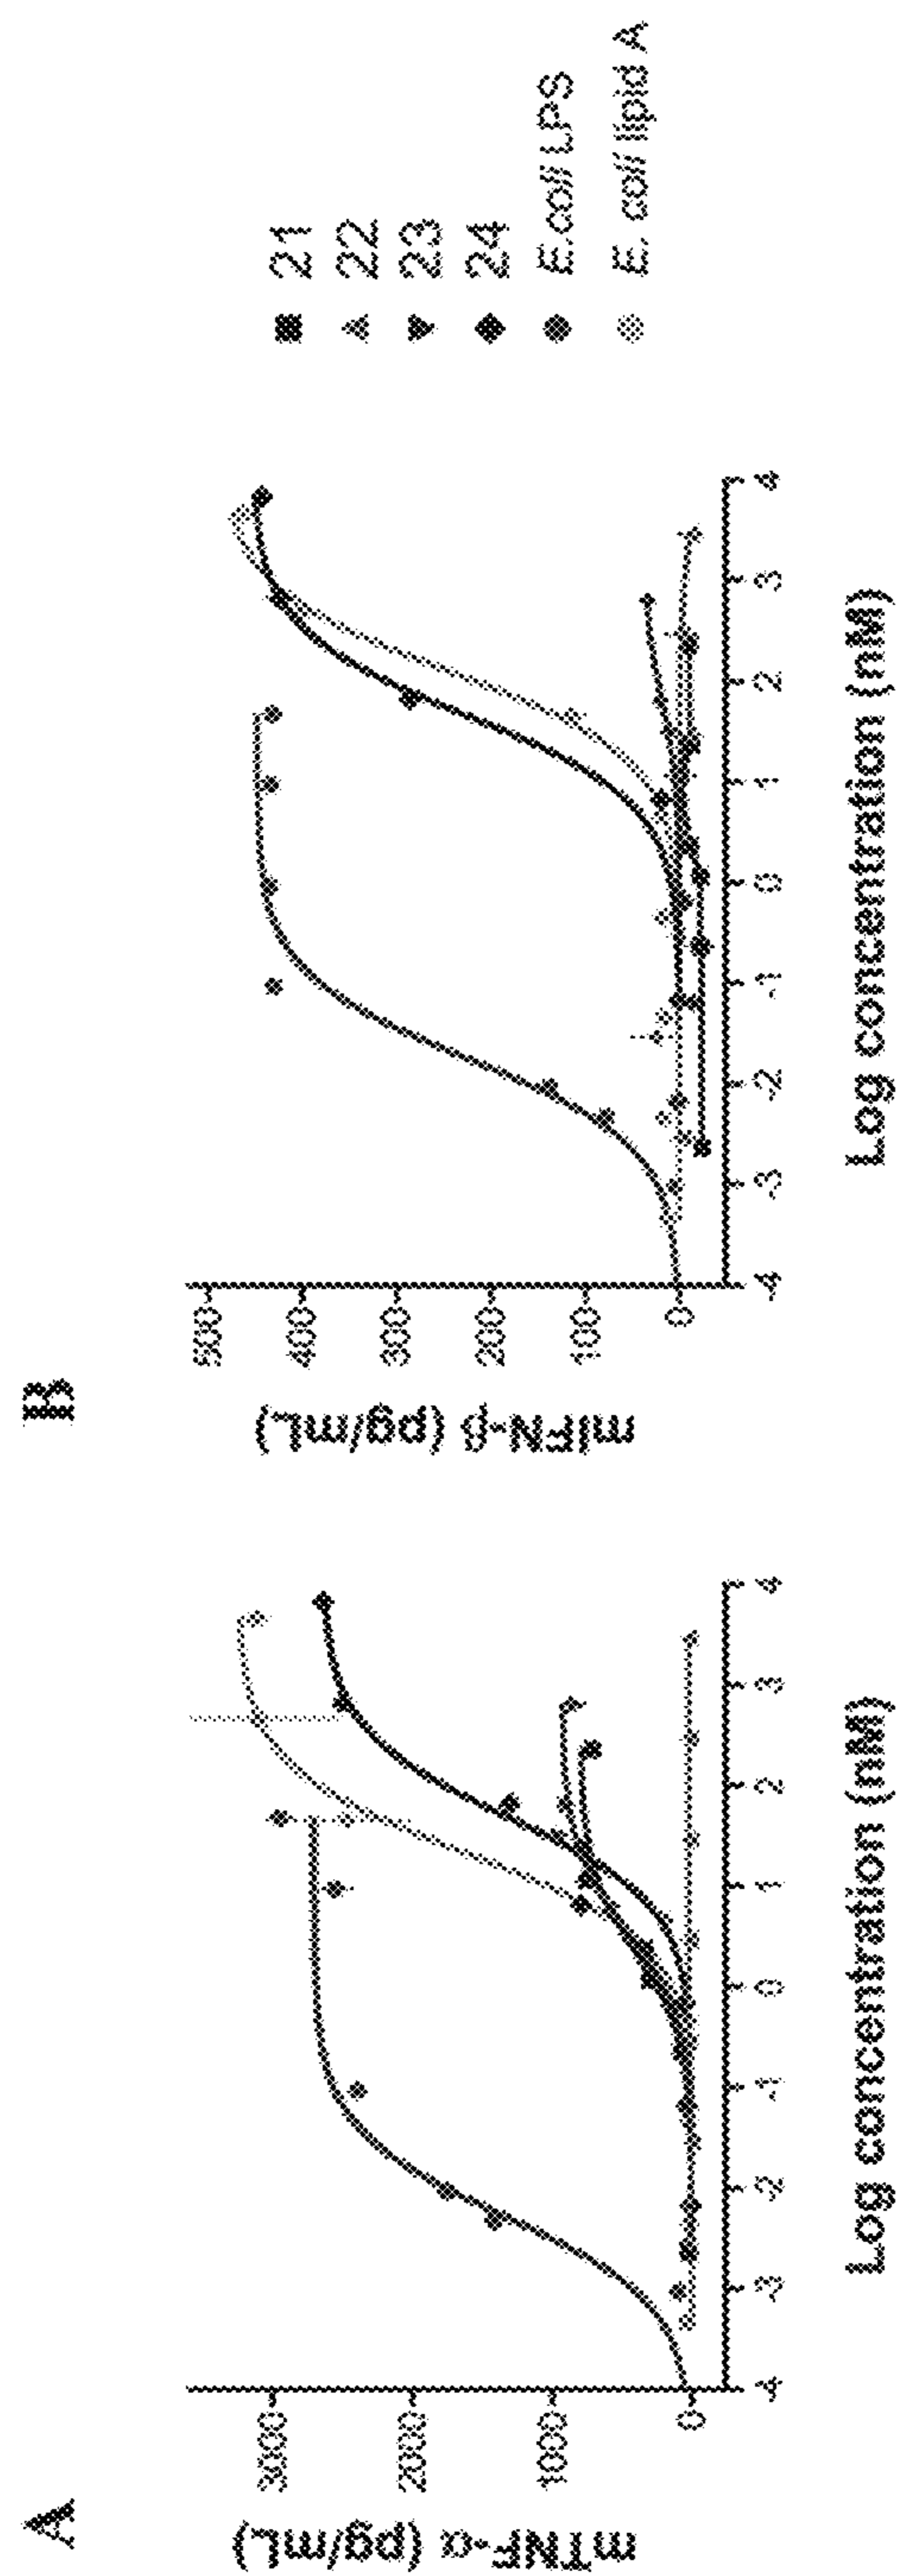 A
mTNF-α (pg/mL)
3000
2000
1000
0
-4 -3 -2 -1 0 1 2 3 4
Log concentration (nM)
B
mIFN-β (pg/mL)
500
400
300
200
100
0
-4 -3 -2 -1 0 1 2 3 4
Log concentration (nM)
21
22
23
24
E.coli LPS
E. coli lipid A